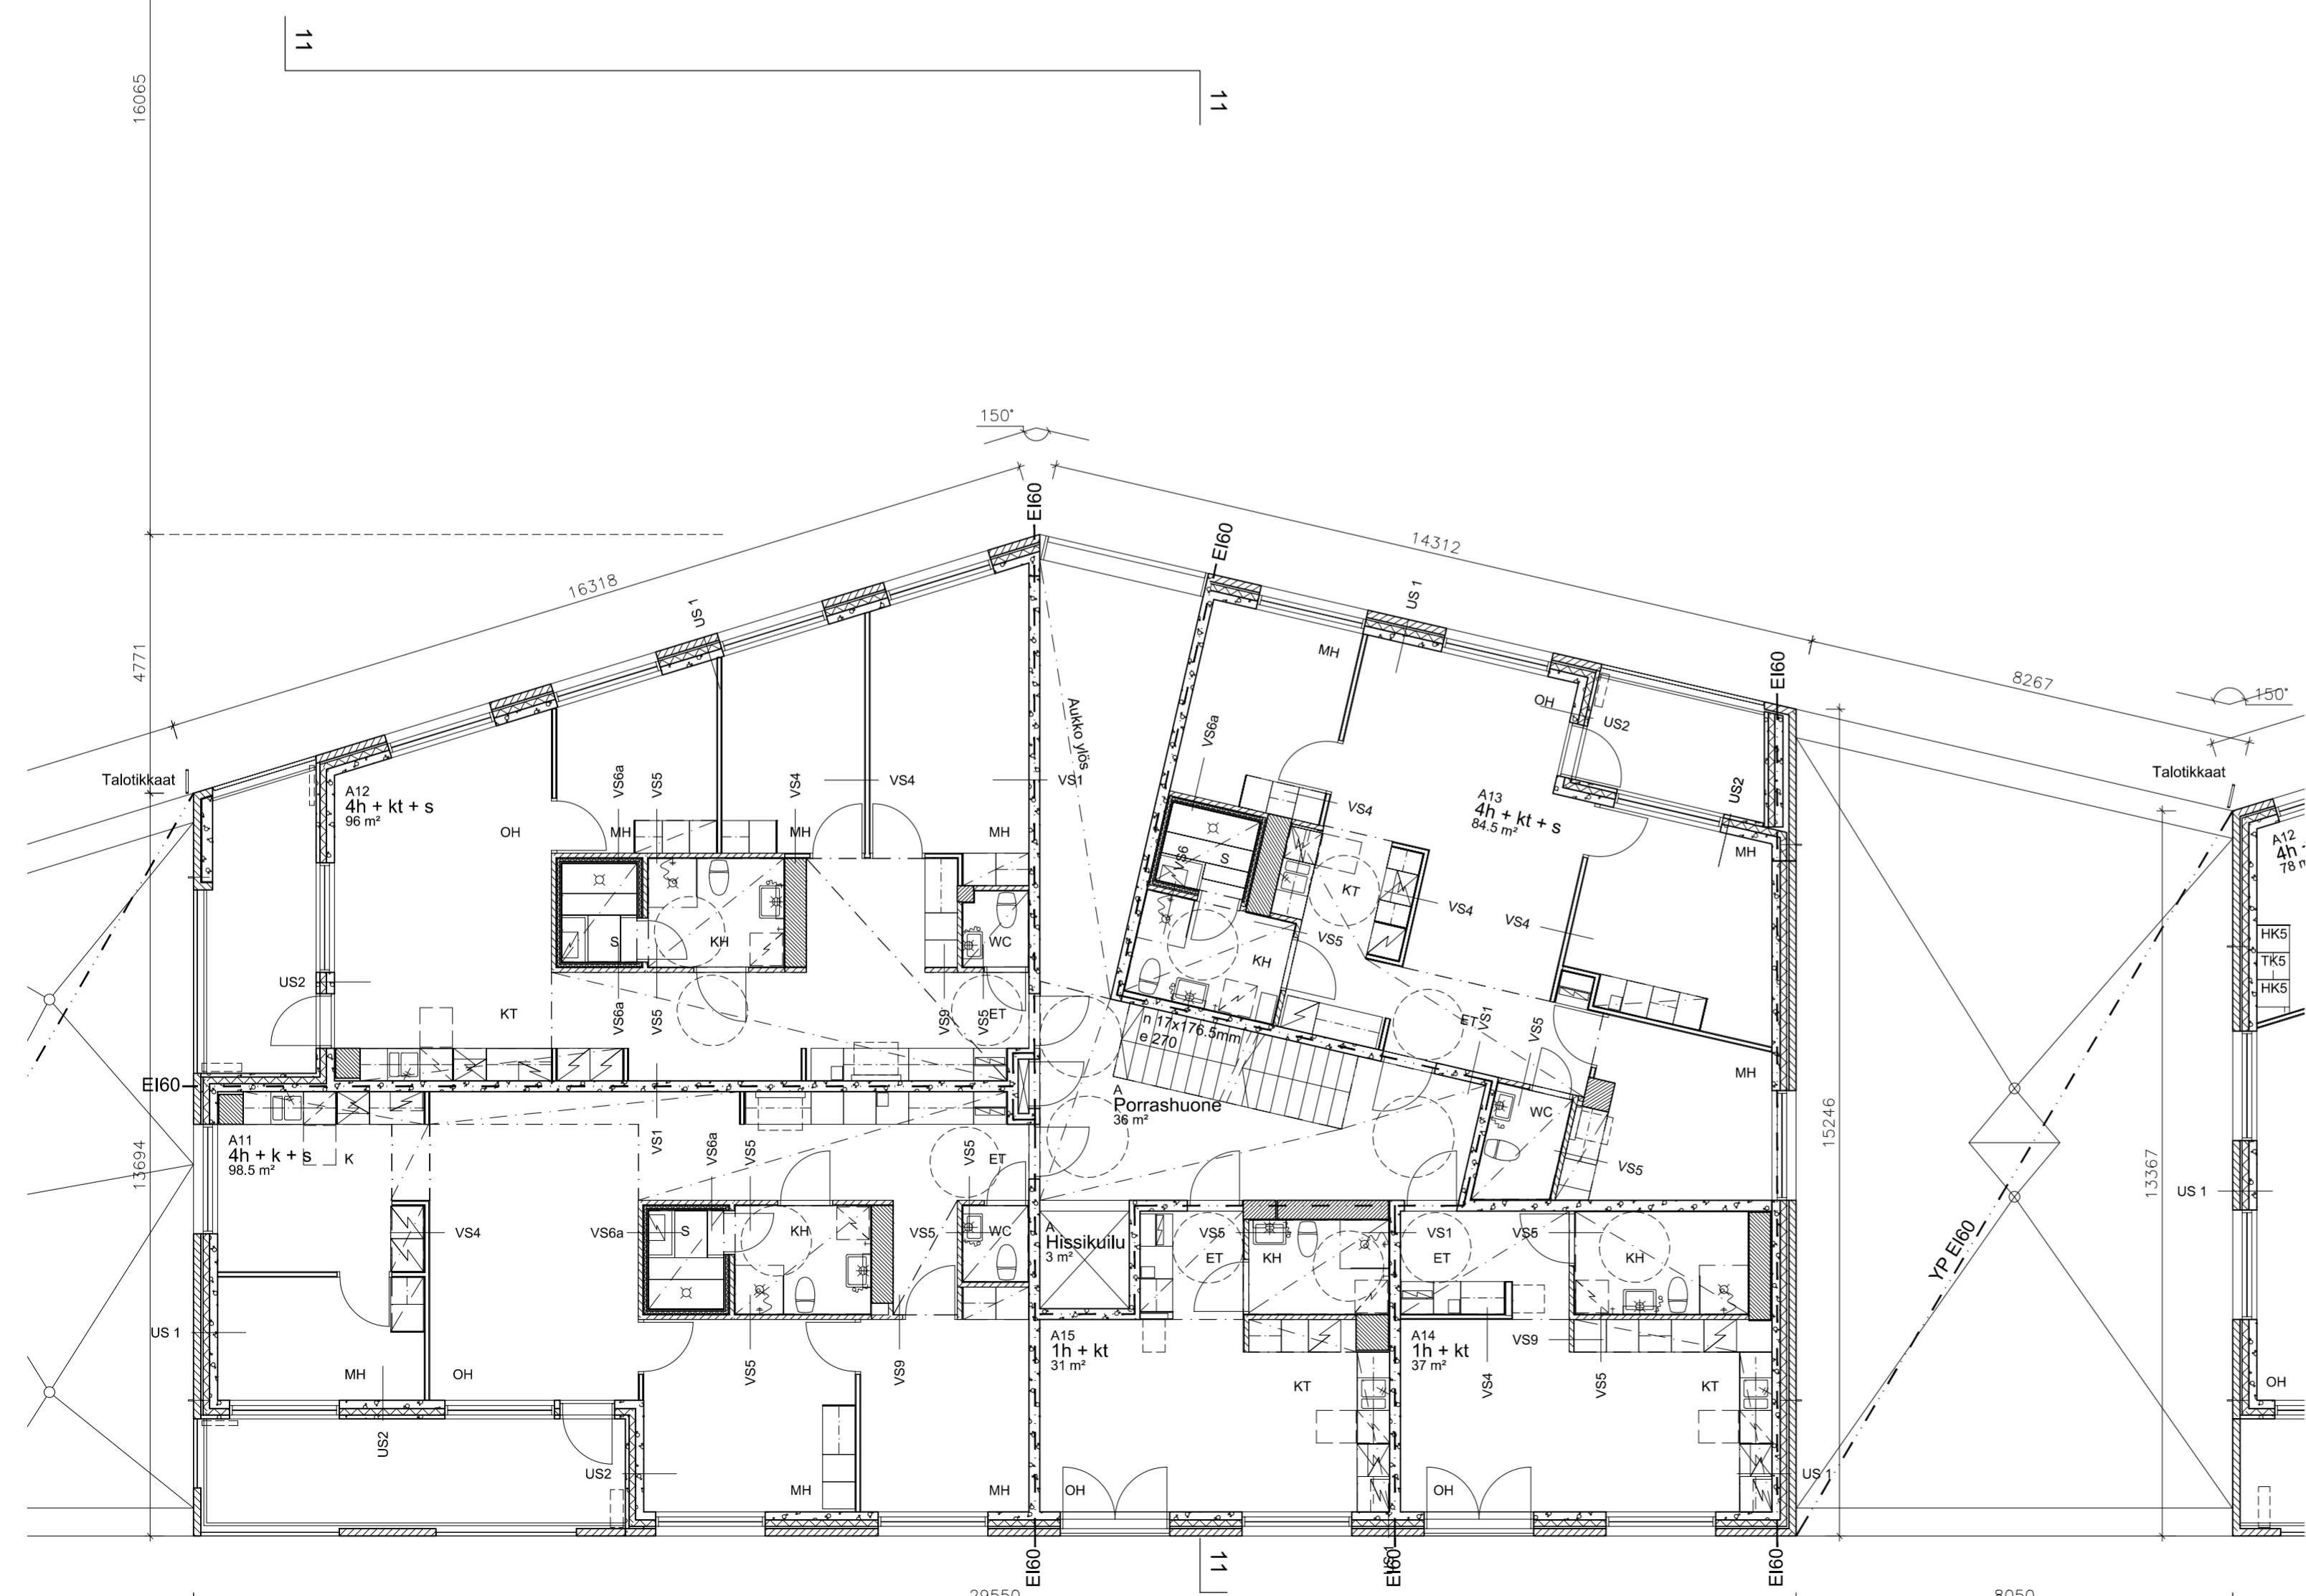 11
11
16065
150°
EI60
14312
EI60
16318
US 1
US 1
4771
8267
150°
EI60
MH
OH
US2
Aukko ylös
VS6a
Talotikkaat
Talotikkaat
A12
4h + kt + s
96 m²
OH
VS6a
VS5
VS4
VS4
VS1
MH
MH
MH
VS4
A13
4h + kt + s
84.5 m²
US2
MH
A12
4h -
78 m
VS6
S
KT
VS4
VS4
VS5
KH
S
KH
WC
HK5
TK5
HK5
US2
KT
VS6a
VS5
VS9
VS5
ET
n 17x176.5mm
e 270
ET
VS1
VS5
MH
EI60
A
Porrashuone
36 m²
WC
VS5
13694
15246
13367
A11
4h + k + s
98.5 m²
K
VS1
VS6a
VS5
VS5
ET
US 1
VS4
VS6a
S
KH
VS5
WC
A
Hissikuilu
3 m²
VS5
ET
KH
VS1
ET
VS5
KH
YP EI60
US 1
MH
OH
VS5
VS9
A15
1h + kt
31 m²
KT
A14
1h + kt
37 m²
VS9
VS4
VS5
KT
OH
US2
US2
MH
MH
OH
OH
US 1
EI60
11
EI60
EI60
29550
8050